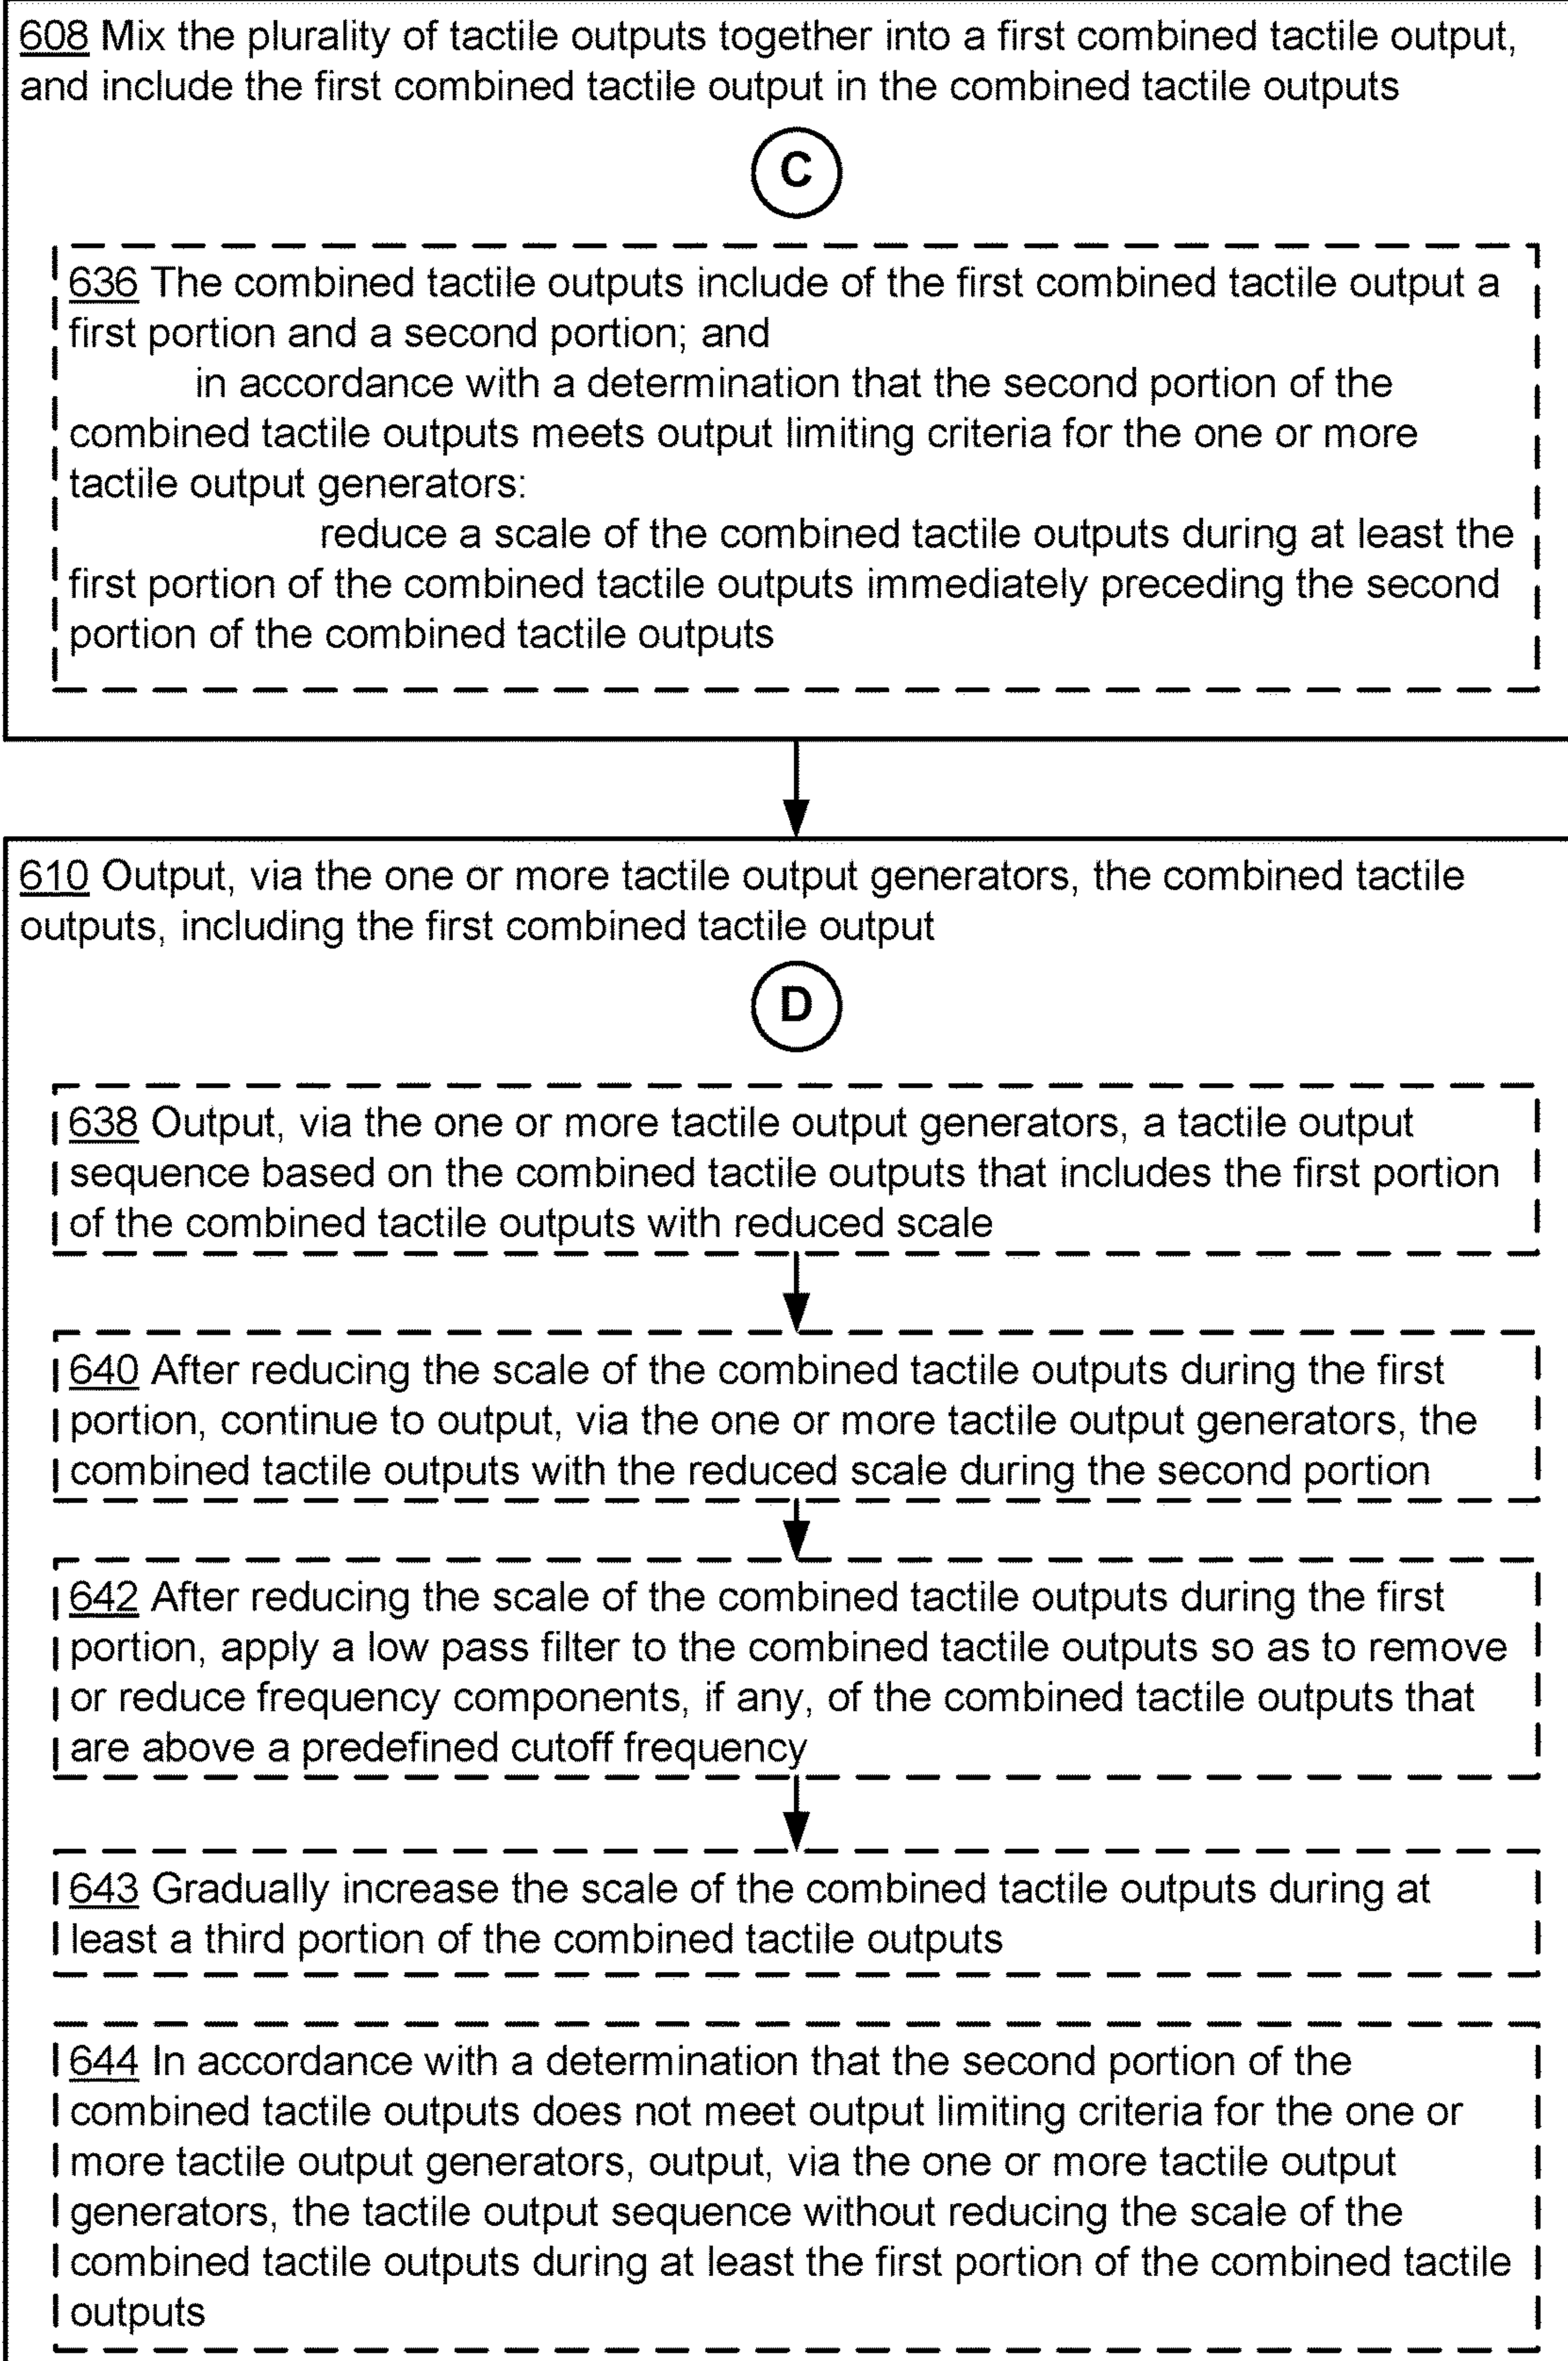 608 Mix the plurality of tactile outputs together into a first combined tactile output,
and include the first combined tactile output in the combined tactile outputs
C
636 The combined tactile outputs include of the first combined tactile output a
first portion and a second portion; and
in accordance with a determination that the second portion of the
combined tactile outputs meets output limiting criteria for the one or more
tactile output generators:
reduce a scale of the combined tactile outputs during at least the
first portion of the combined tactile outputs immediately preceding the second
portion of the combined tactile outputs
610 Output, via the one or more tactile output generators, the combined tactile
outputs, including the first combined tactile output
D
638 Output, via the one or more tactile output generators, a tactile output
sequence based on the combined tactile outputs that includes the first portion
of the combined tactile outputs with reduced scale
640 After reducing the scale of the combined tactile outputs during the first
portion, continue to output, via the one or more tactile output generators, the
combined tactile outputs with the reduced scale during the second portion
642 After reducing the scale of the combined tactile outputs during the first
portion, apply a low pass filter to the combined tactile outputs so as to remove
or reduce frequency components, if any, of the combined tactile outputs that
are above a predefined cutoff frequency
643 Gradually increase the scale of the combined tactile outputs during at
least a third portion of the combined tactile outputs
644 In accordance with a determination that the second portion of the
combined tactile outputs does not meet output limiting criteria for the one or
more tactile output generators, output, via the one or more tactile output
generators, the tactile output sequence without reducing the scale of the
combined tactile outputs during at least the first portion of the combined tactile
outputs